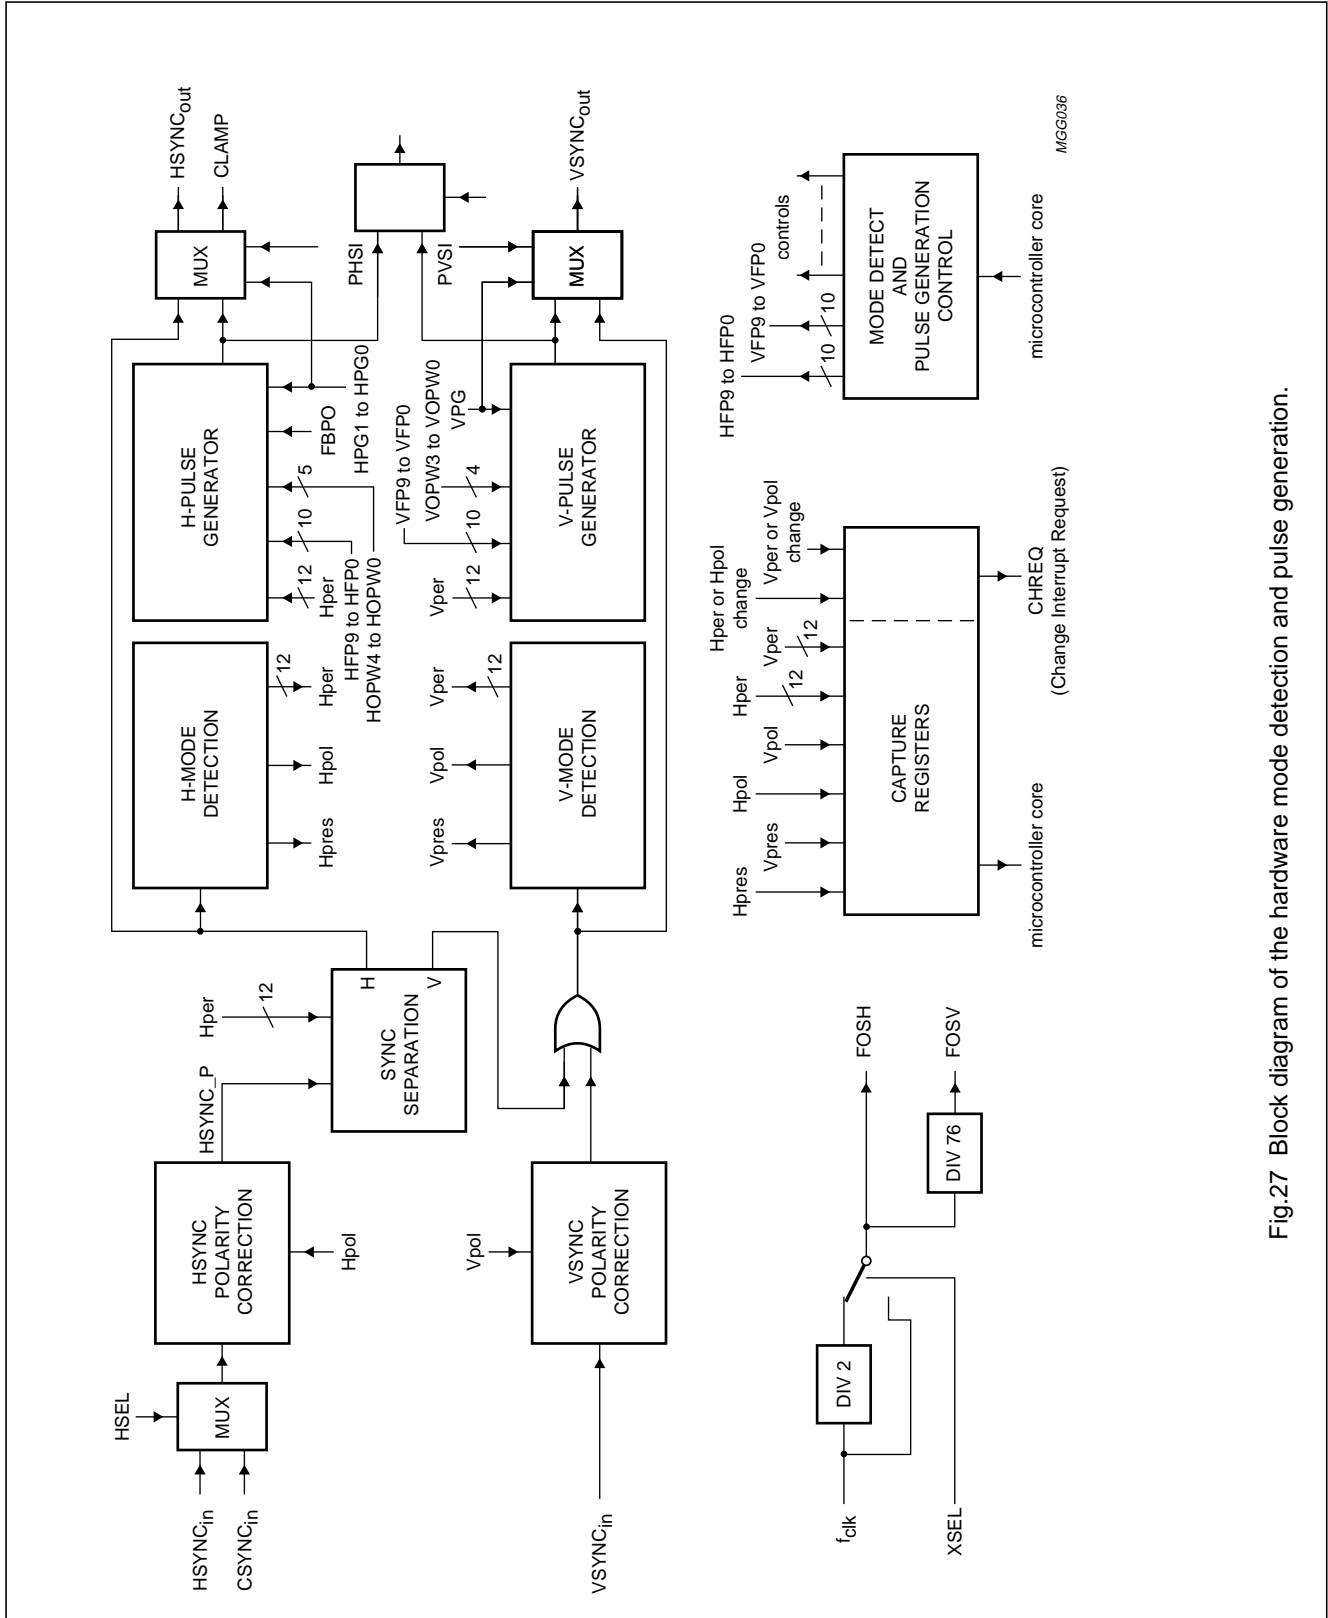 HSYNCin
CSYNCin
HSEL
MUX
HSYNC
POLARITY
CORRECTION
Hpol
HSYNC_P
Hper
12
SYNC
SEPARATION
H
V
VSYNCin
Vpol
VSYNC
POLARITY
CORRECTION
H-MODE
DETECTION
Hpres
Hpol
Hper
12
H-PULSE
GENERATOR
12
10
5
Hper
HFP9 to HFP0
HOPW4 to HOPW0
FBPO
HPG1 to HPG0
MUX
HSYNCout
CLAMP
V-MODE
DETECTION
Vpres
Vpol
Vper
12
V-PULSE
GENERATOR
Vper
12
10
4
VFP9 to VFP0
VOPW3 to VOPW0
VPG
PHSI
PVSI
MUX
VSYNCout
fclk
XSEL
DIV 2
DIV 76
FOSH
FOSV
Hpres
Vpres
Hpol
Vpol
Hper
12
Vper
12
Hper or Hpol
change
Vper or Vpol
change
CAPTURE
REGISTERS
microcontroller core
CHREQ
(Change Interrupt Request)
HFP9 to HFP0
VFP9 to VFP0
controls
10
10
MODE DETECT
AND
PULSE GENERATION
CONTROL
microcontroller core
MGG036
Fig.27 Block diagram of the hardware mode detection and pulse generation.